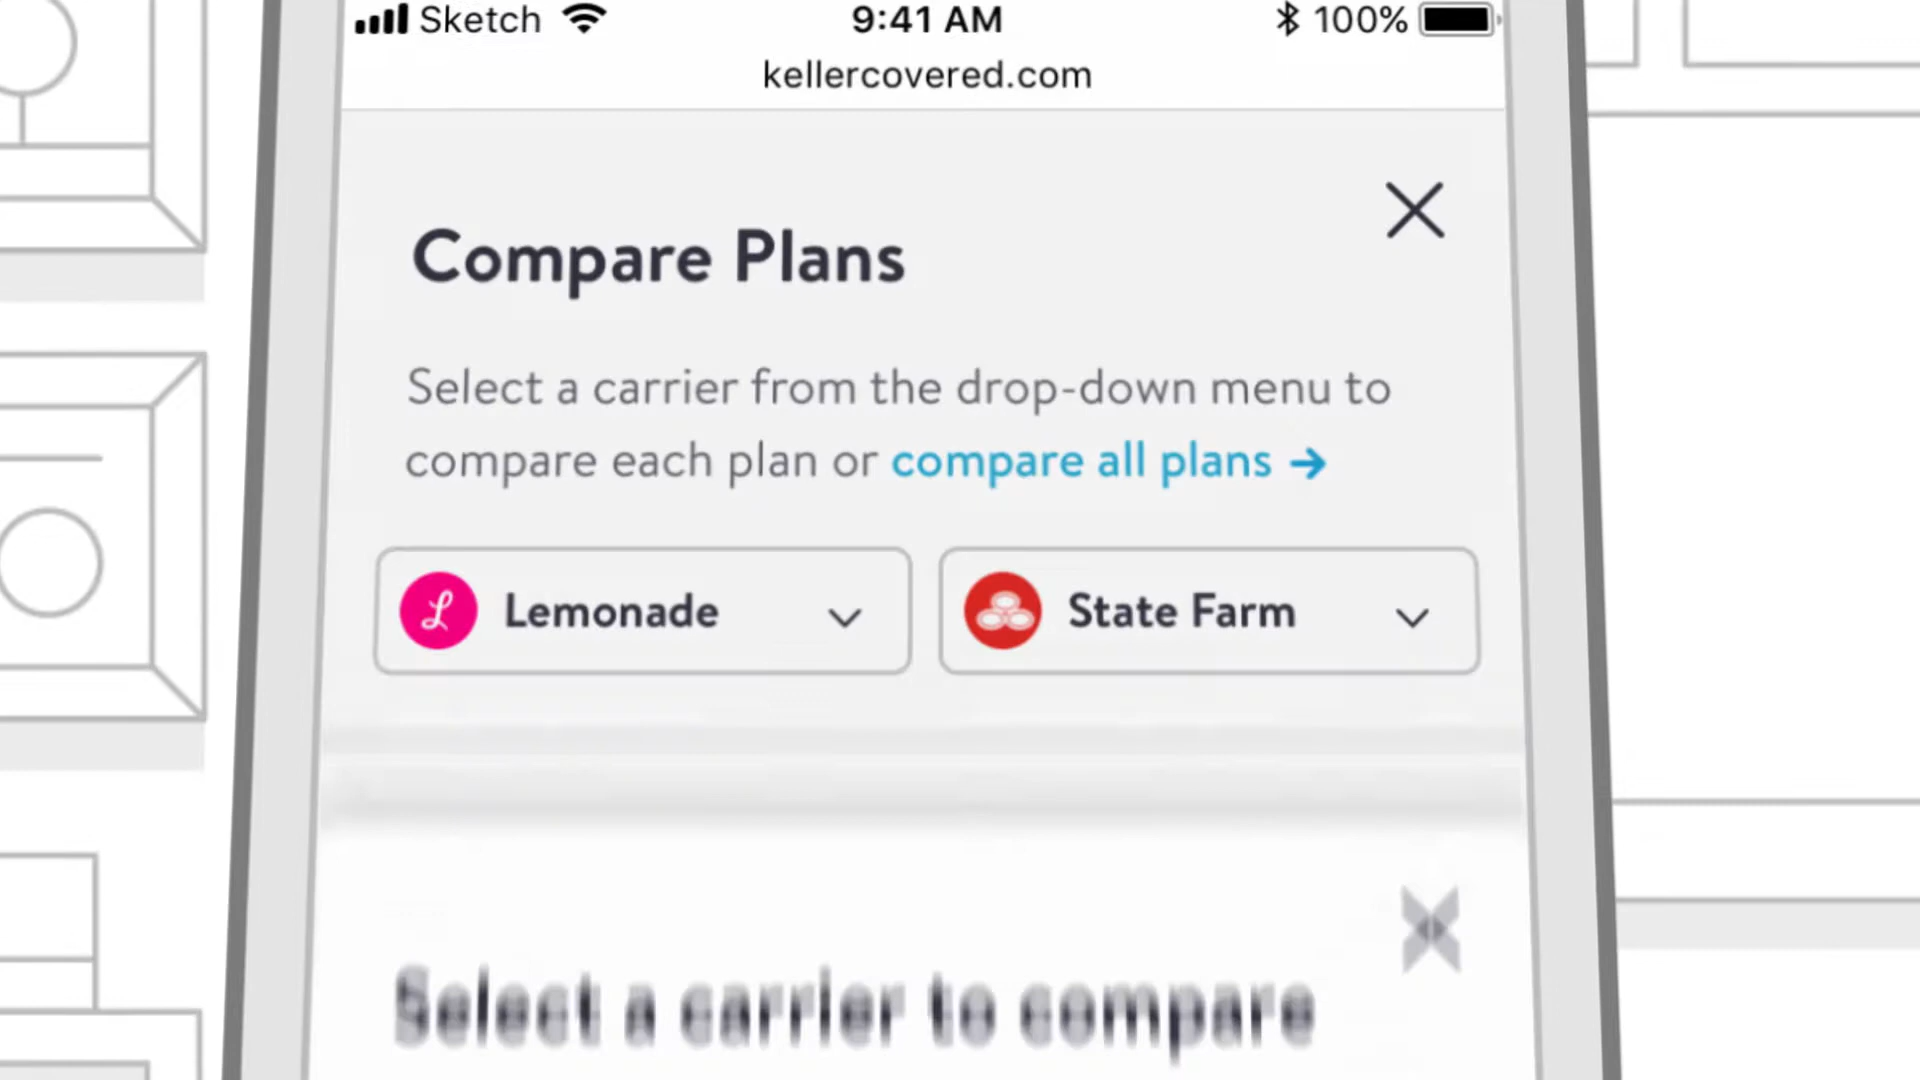 Sketch 9:41 AM 100%
kellercovered.com
Compare Plans
Select a carrier from the drop-down menu to
compare each plan or compare all plans →
L Lemonade State Farm
Select a carrier to compare